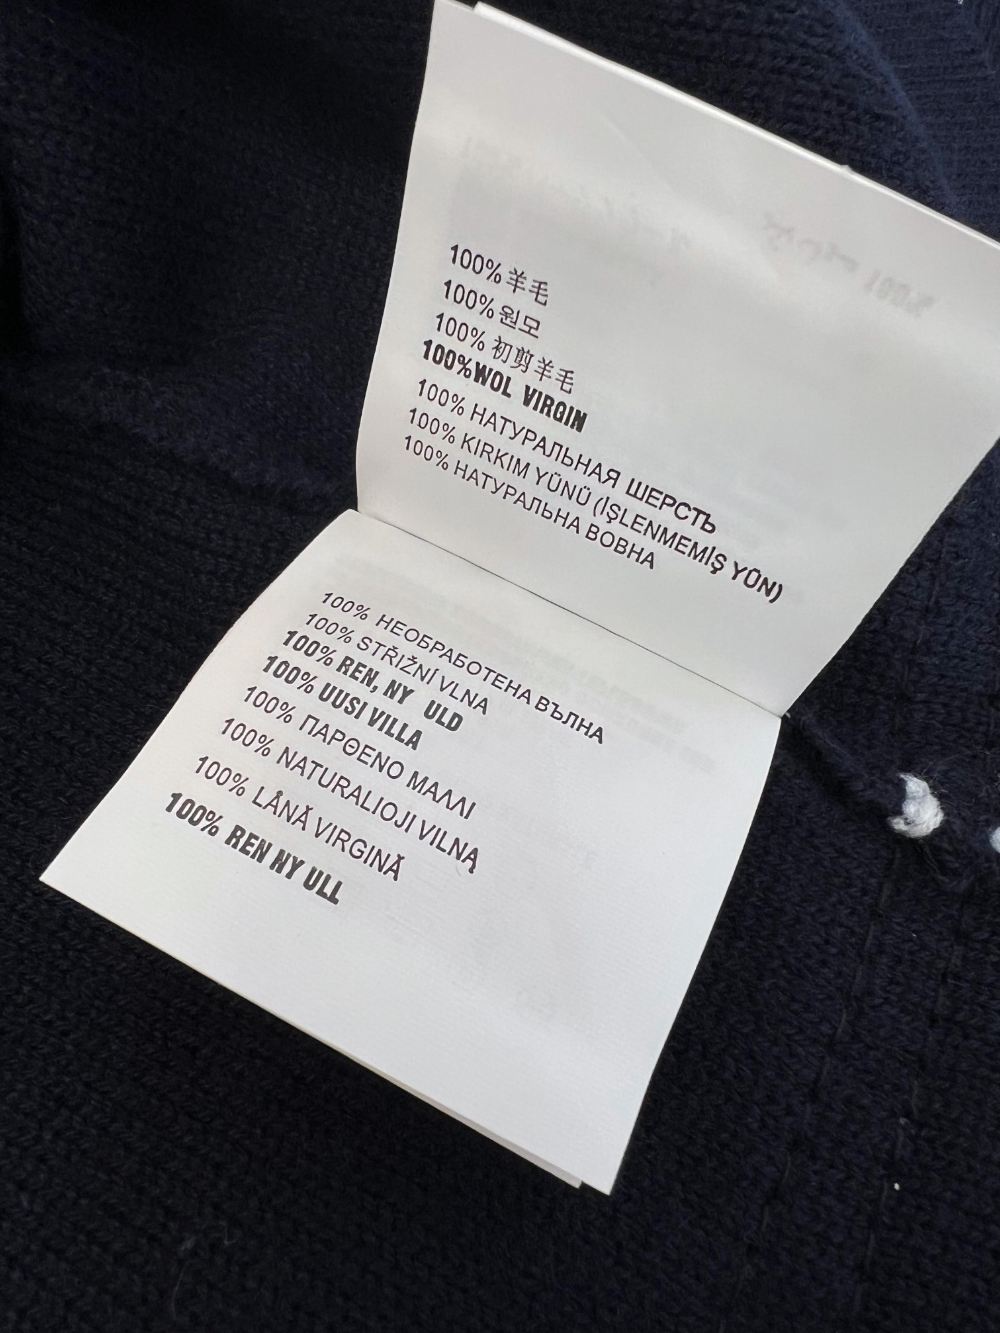 100% 羊毛
100% 원모
100% 初剪羊毛
100%WOL VIRGIN
100% НАТУРАЛЬНАЯ ШЕРСТЬ
100% KIRKIM YÜNÜ (İŞLENMEMİŞ YÜN)
100% НАТУРАЛЬНА ВОВНА
100% НЕОБРАБОТЕНА ВЪЛНА
100% STŘIŽNÍ VLNA
100% REN, NY ULD
100% UUSI VILLA
100% ΠΑΡΘΕΝΟ ΜΑΛΛΙ
100% NATURALIOJI VILNĄ
100% LÂNĂ VIRGINĂ
100% REN NY ULL